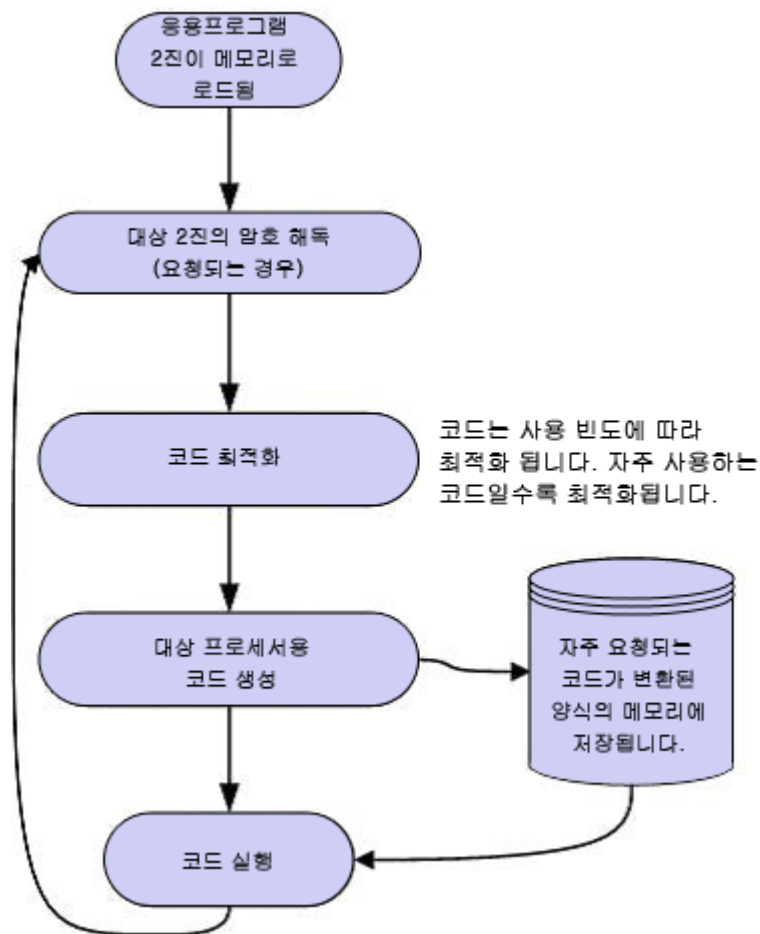 응용프로그램
2진이 메모리로
로드됨
대상 2진의 암호 해독
(요청되는 경우)
코드 최적화
코드는 사용 빈도에 따라
최적화 됩니다. 자주 사용하는
코드일수록 최적화됩니다.
대상 프로세서용
코드 생성
자주 요청되는
코드가 변환된
양식의 메모리에
저장됩니다.
코드 실행